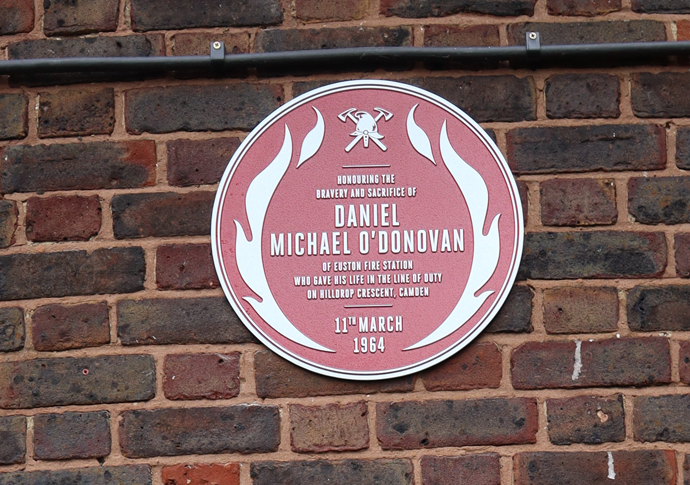 HONOURING THE
BRAVERY AND SACRIFICE OF
DANIEL
MICHAEL O'DONOVAN
OF EUSTON FIRE STATION
WHO GAVE HIS LIFE IN THE LINE OF DUTY
ON HILLDROP CRESCENT, CAMDEN
11TH MARCH
1964